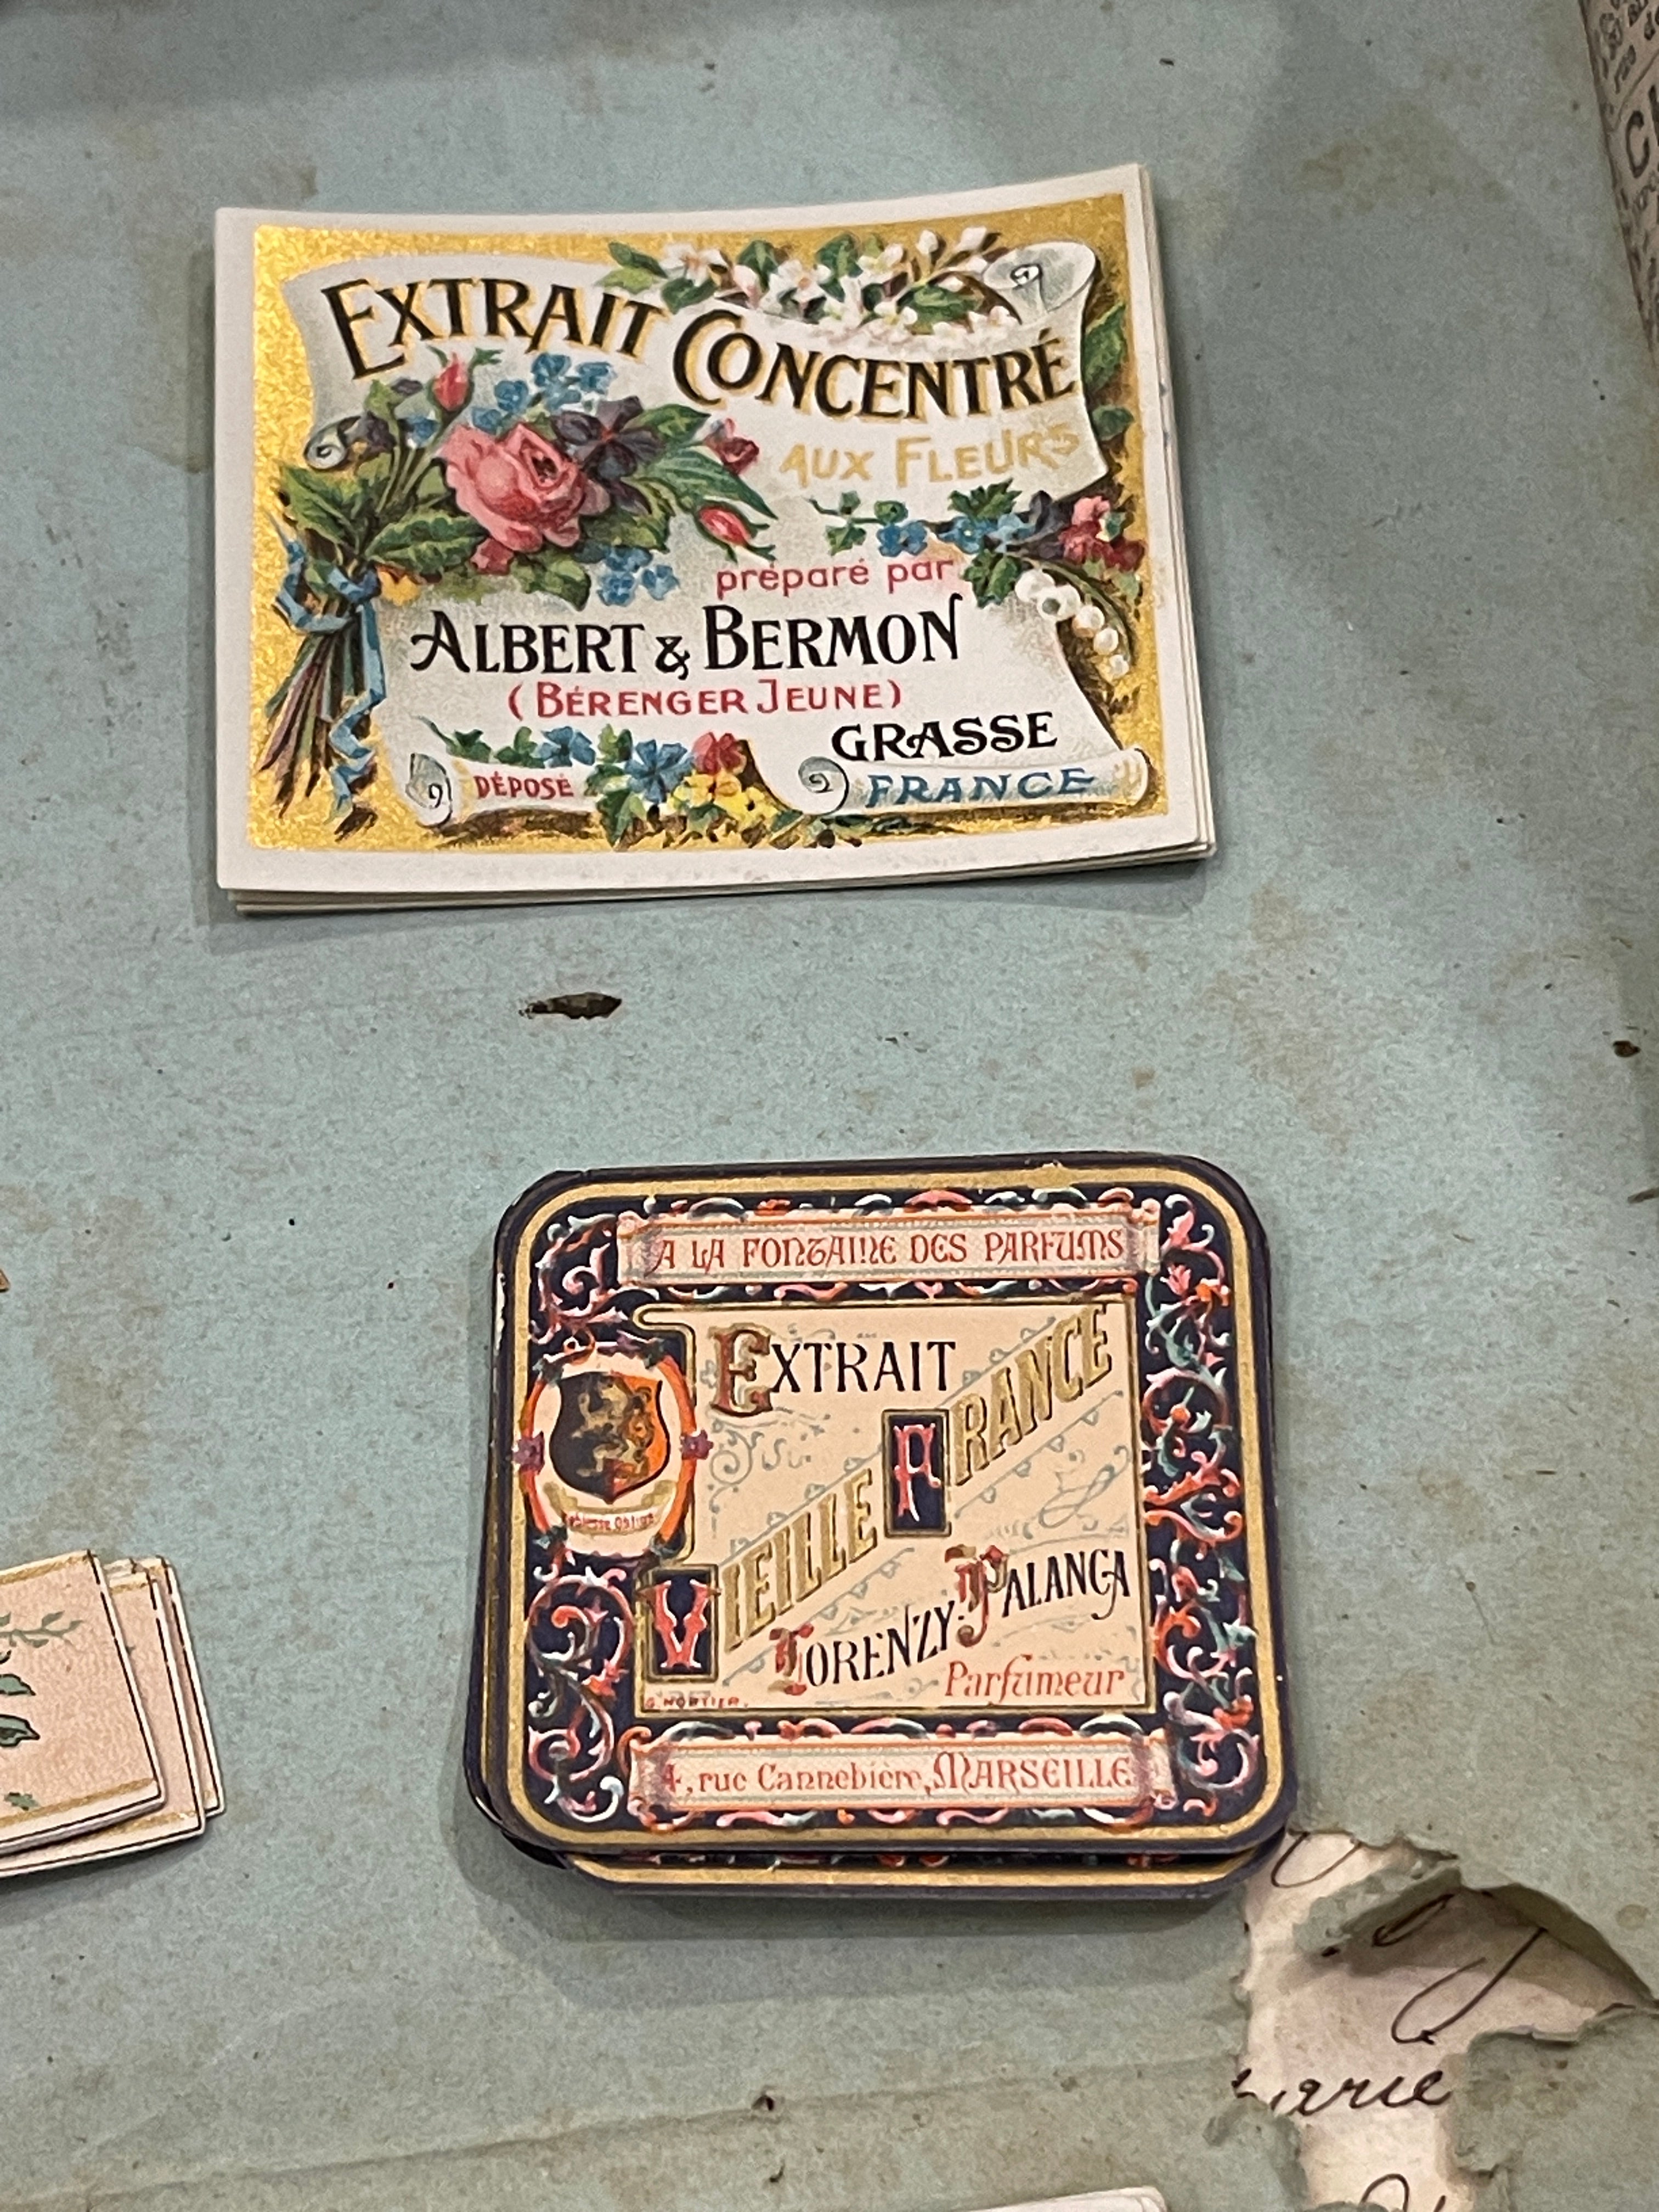 EXTRAIT CONCENTRÉ
AUX FLEURS
préparé par
ALBERT & BERMON
(BÉRENGER JEUNE)
GRASSE
DÉPOSÉ
FRANCE
A LA FONTAINE DES PARFUMS
EXTRAIT
VIEILLE FRANCE
LORENZY-PALANCA
Parfumeur
4, rue Cannebière, MARSEILLE